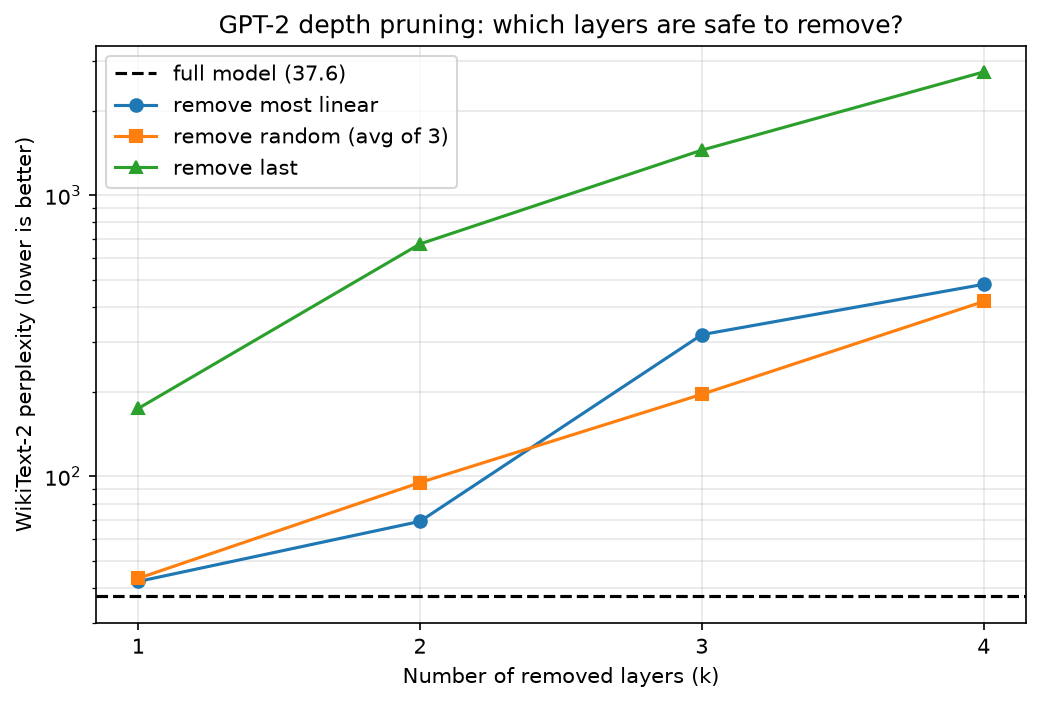 GPT-2 depth pruning: which layers are safe to remove?
full model (37.6)
remove most linear
remove random (avg of 3)
remove last
WikiText-2 perplexity (lower is better)
10³
10²
1 2 3 4
Number of removed layers (k)